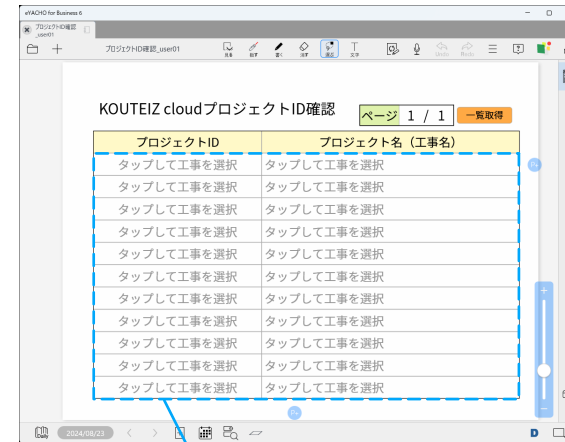 eYACHO for Business 6
プロジェクトID確認
_user01
プロジェクトID確認_user01
見る
指す
書く
消す
選ぶ
文字
Undo
Redo
KOUTEIZ cloudプロジェクトID確認
ページ 1 / 1 一覧取得
プロジェクトID プロジェクト名（工事名）
タップして工事を選択 タップして工事を選択
タップして工事を選択 タップして工事を選択
タップして工事を選択 タップして工事を選択
タップして工事を選択 タップして工事を選択
タップして工事を選択 タップして工事を選択
タップして工事を選択 タップして工事を選択
タップして工事を選択 タップして工事を選択
タップして工事を選択 タップして工事を選択
タップして工事を選択 タップして工事を選択
タップして工事を選択 タップして工事を選択
タップして工事を選択 タップして工事を選択
2024/08/23
D